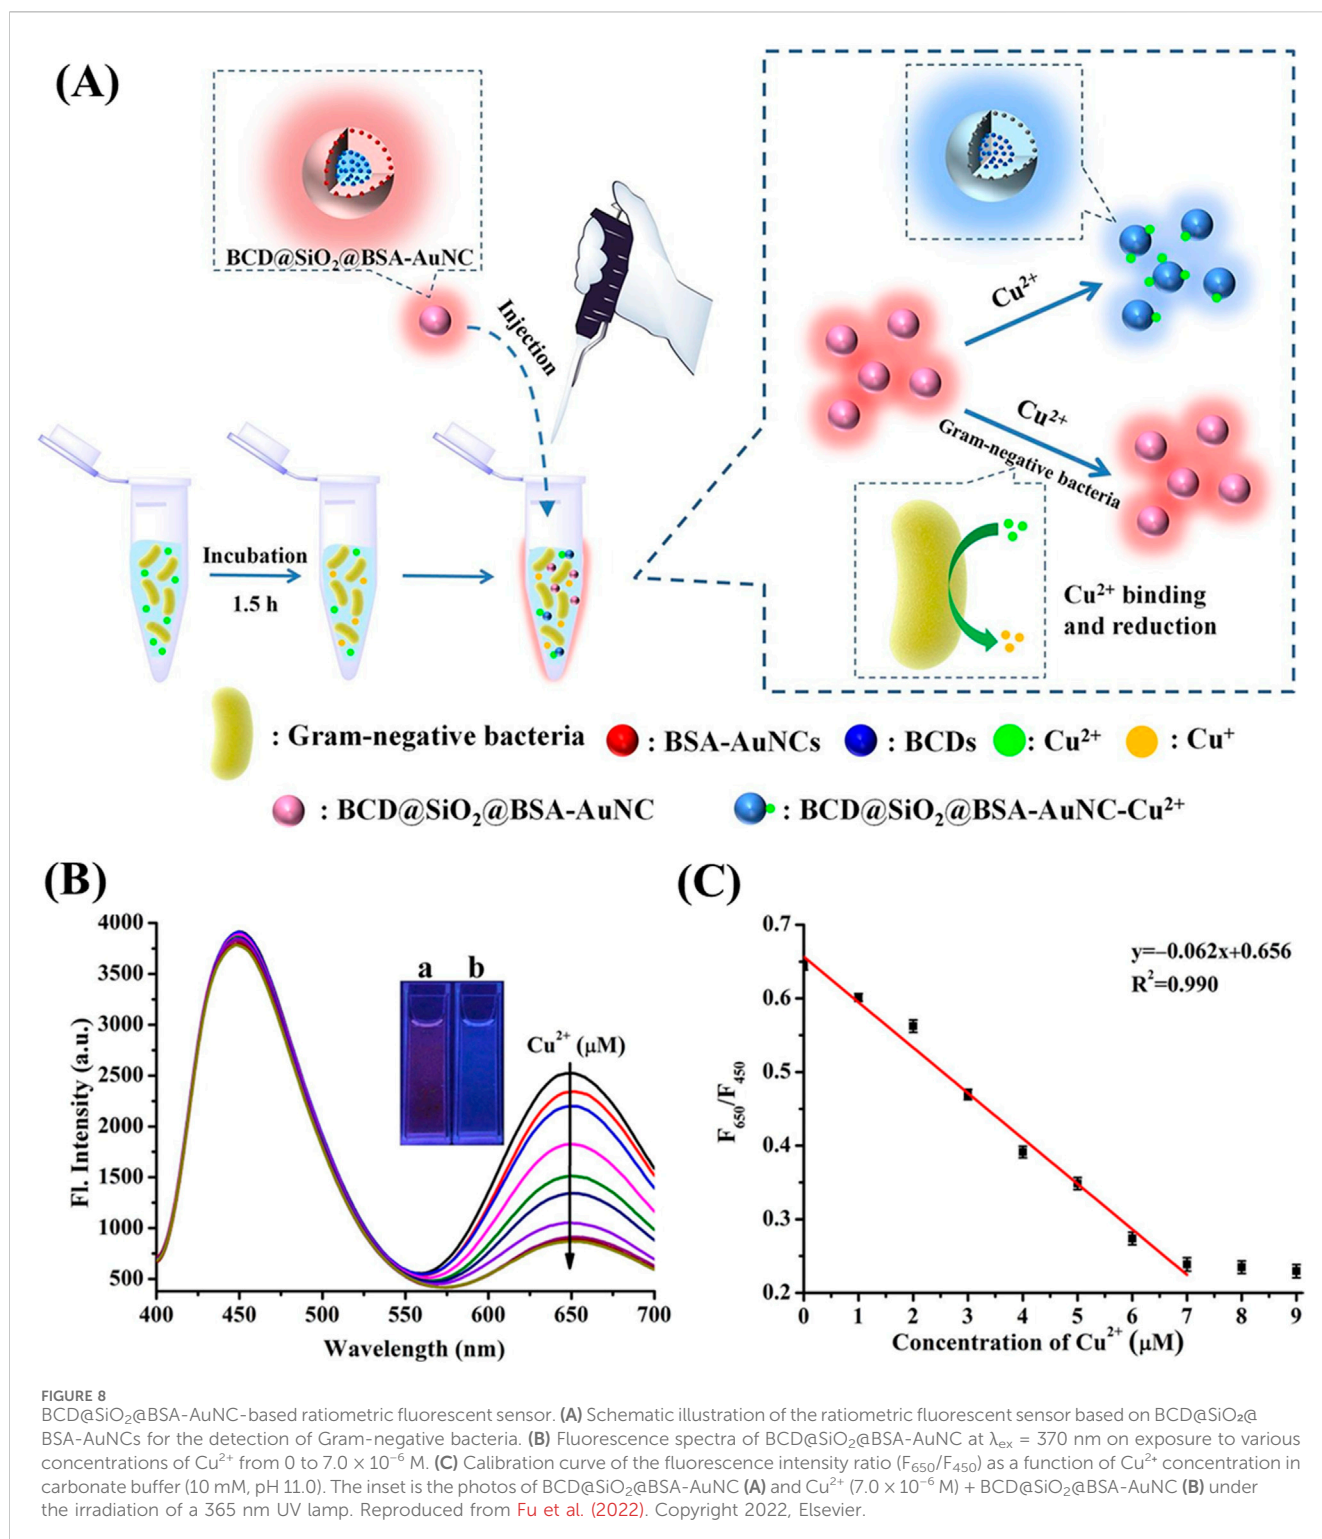 (A)
BCD@SiO₂@BSA-AuNC
Injection
Incubation
1.5 h
Cu²⁺
Cu²⁺
Gram-negative bacteria
Cu²⁺ binding
and reduction
: Gram-negative bacteria : BSA-AuNCs : BCDs : Cu²⁺ : Cu⁺
: BCD@SiO₂@BSA-AuNC : BCD@SiO₂@BSA-AuNC-Cu²⁺
(B)
4000
3500
3000
2500
2000
1500
1000
500
Fl. Intensity (a.u.)
a b
Cu²⁺ (μM)
400 450 500 550 600 650 700
Wavelength (nm)
(C)
0.7
0.6
0.5
0.4
0.3
0.2
F₆₅₀/F₄₅₀
y=−0.062x+0.656
R²=0.990
0 1 2 3 4 5 6 7 8 9
Concentration of Cu²⁺ (μM)
FIGURE 8
BCD@SiO₂@BSA-AuNC-based ratiometric fluorescent sensor. (A) Schematic illustration of the ratiometric fluorescent sensor based on BCD@SiO₂@
BSA-AuNCs for the detection of Gram-negative bacteria. (B) Fluorescence spectra of BCD@SiO₂@BSA-AuNC at λₑₓ = 370 nm on exposure to various
concentrations of Cu²⁺ from 0 to 7.0 × 10⁻⁶ M. (C) Calibration curve of the fluorescence intensity ratio (F₆₅₀/F₄₅₀) as a function of Cu²⁺ concentration in
carbonate buffer (10 mM, pH 11.0). The inset is the photos of BCD@SiO₂@BSA-AuNC (A) and Cu²⁺ (7.0 × 10⁻⁶ M) + BCD@SiO₂@BSA-AuNC (B) under
the irradiation of a 365 nm UV lamp. Reproduced from Fu et al. (2022). Copyright 2022, Elsevier.